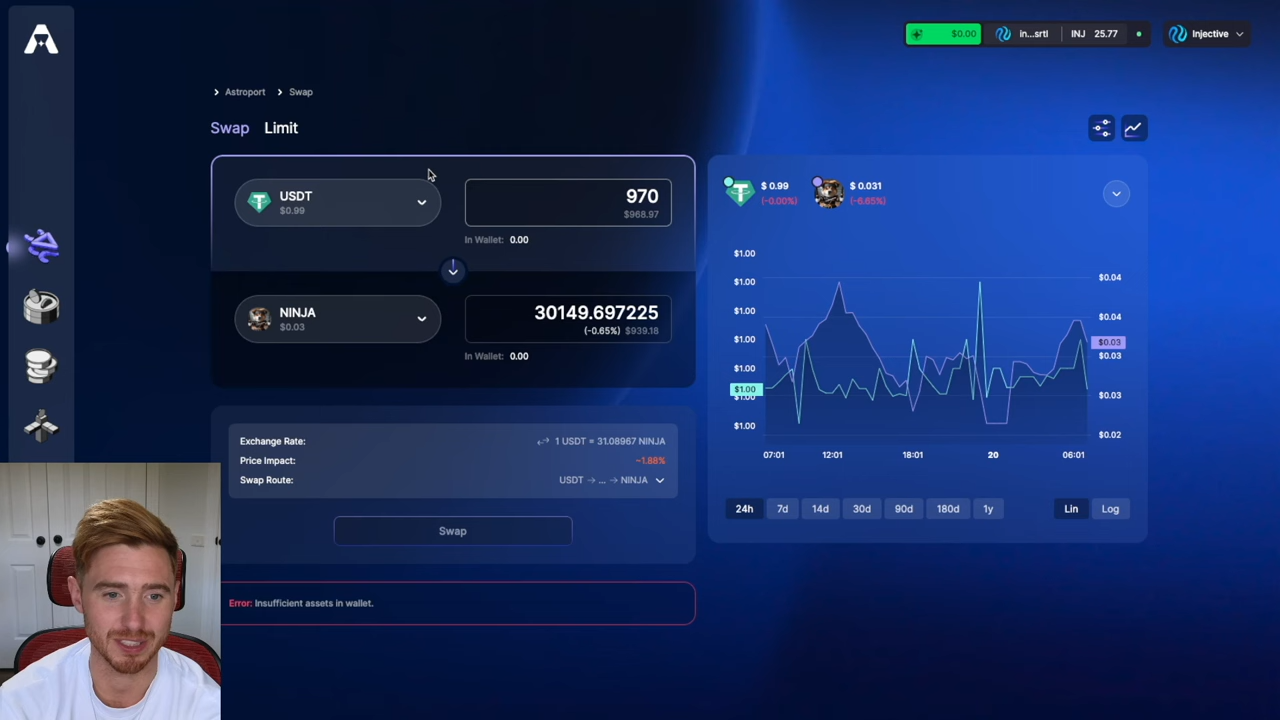 $0.00
in...srtl
INJ 25.77
Injective
Astroport
Swap
Swap
Limit
USDT
$0.99
970
$968.97
In Wallet: 0.00
NINJA
$0.03
30149.697225
(-0.65%) $939.18
In Wallet: 0.00
Exchange Rate:
1 USDT = 31.08967 NINJA
Price Impact:
~1.88%
Swap Route:
USDT → ... → NINJA
Swap
Error: Insufficient assets in wallet.
$ 0.99
(-0.00%)
$ 0.031
(-6.65%)
$1.00
$1.00
$1.00
$1.00
$1.00
$1.00
$1.00
$1.00
$0.04
$0.04
$0.03
$0.03
$0.03
$0.02
07:01
12:01
18:01
20
06:01
24h
7d
14d
30d
90d
180d
1y
Lin
Log